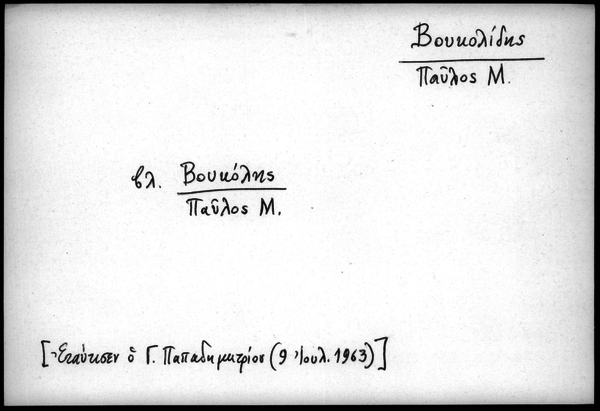 Βουκολίδης
Παῦλος Μ.
βλ. Βουκόλης
Παῦλος Μ.
[Ἐταύτισεν ὁ Γ. Παπαδημητρίου (9 Ἰουλ. 1963)]